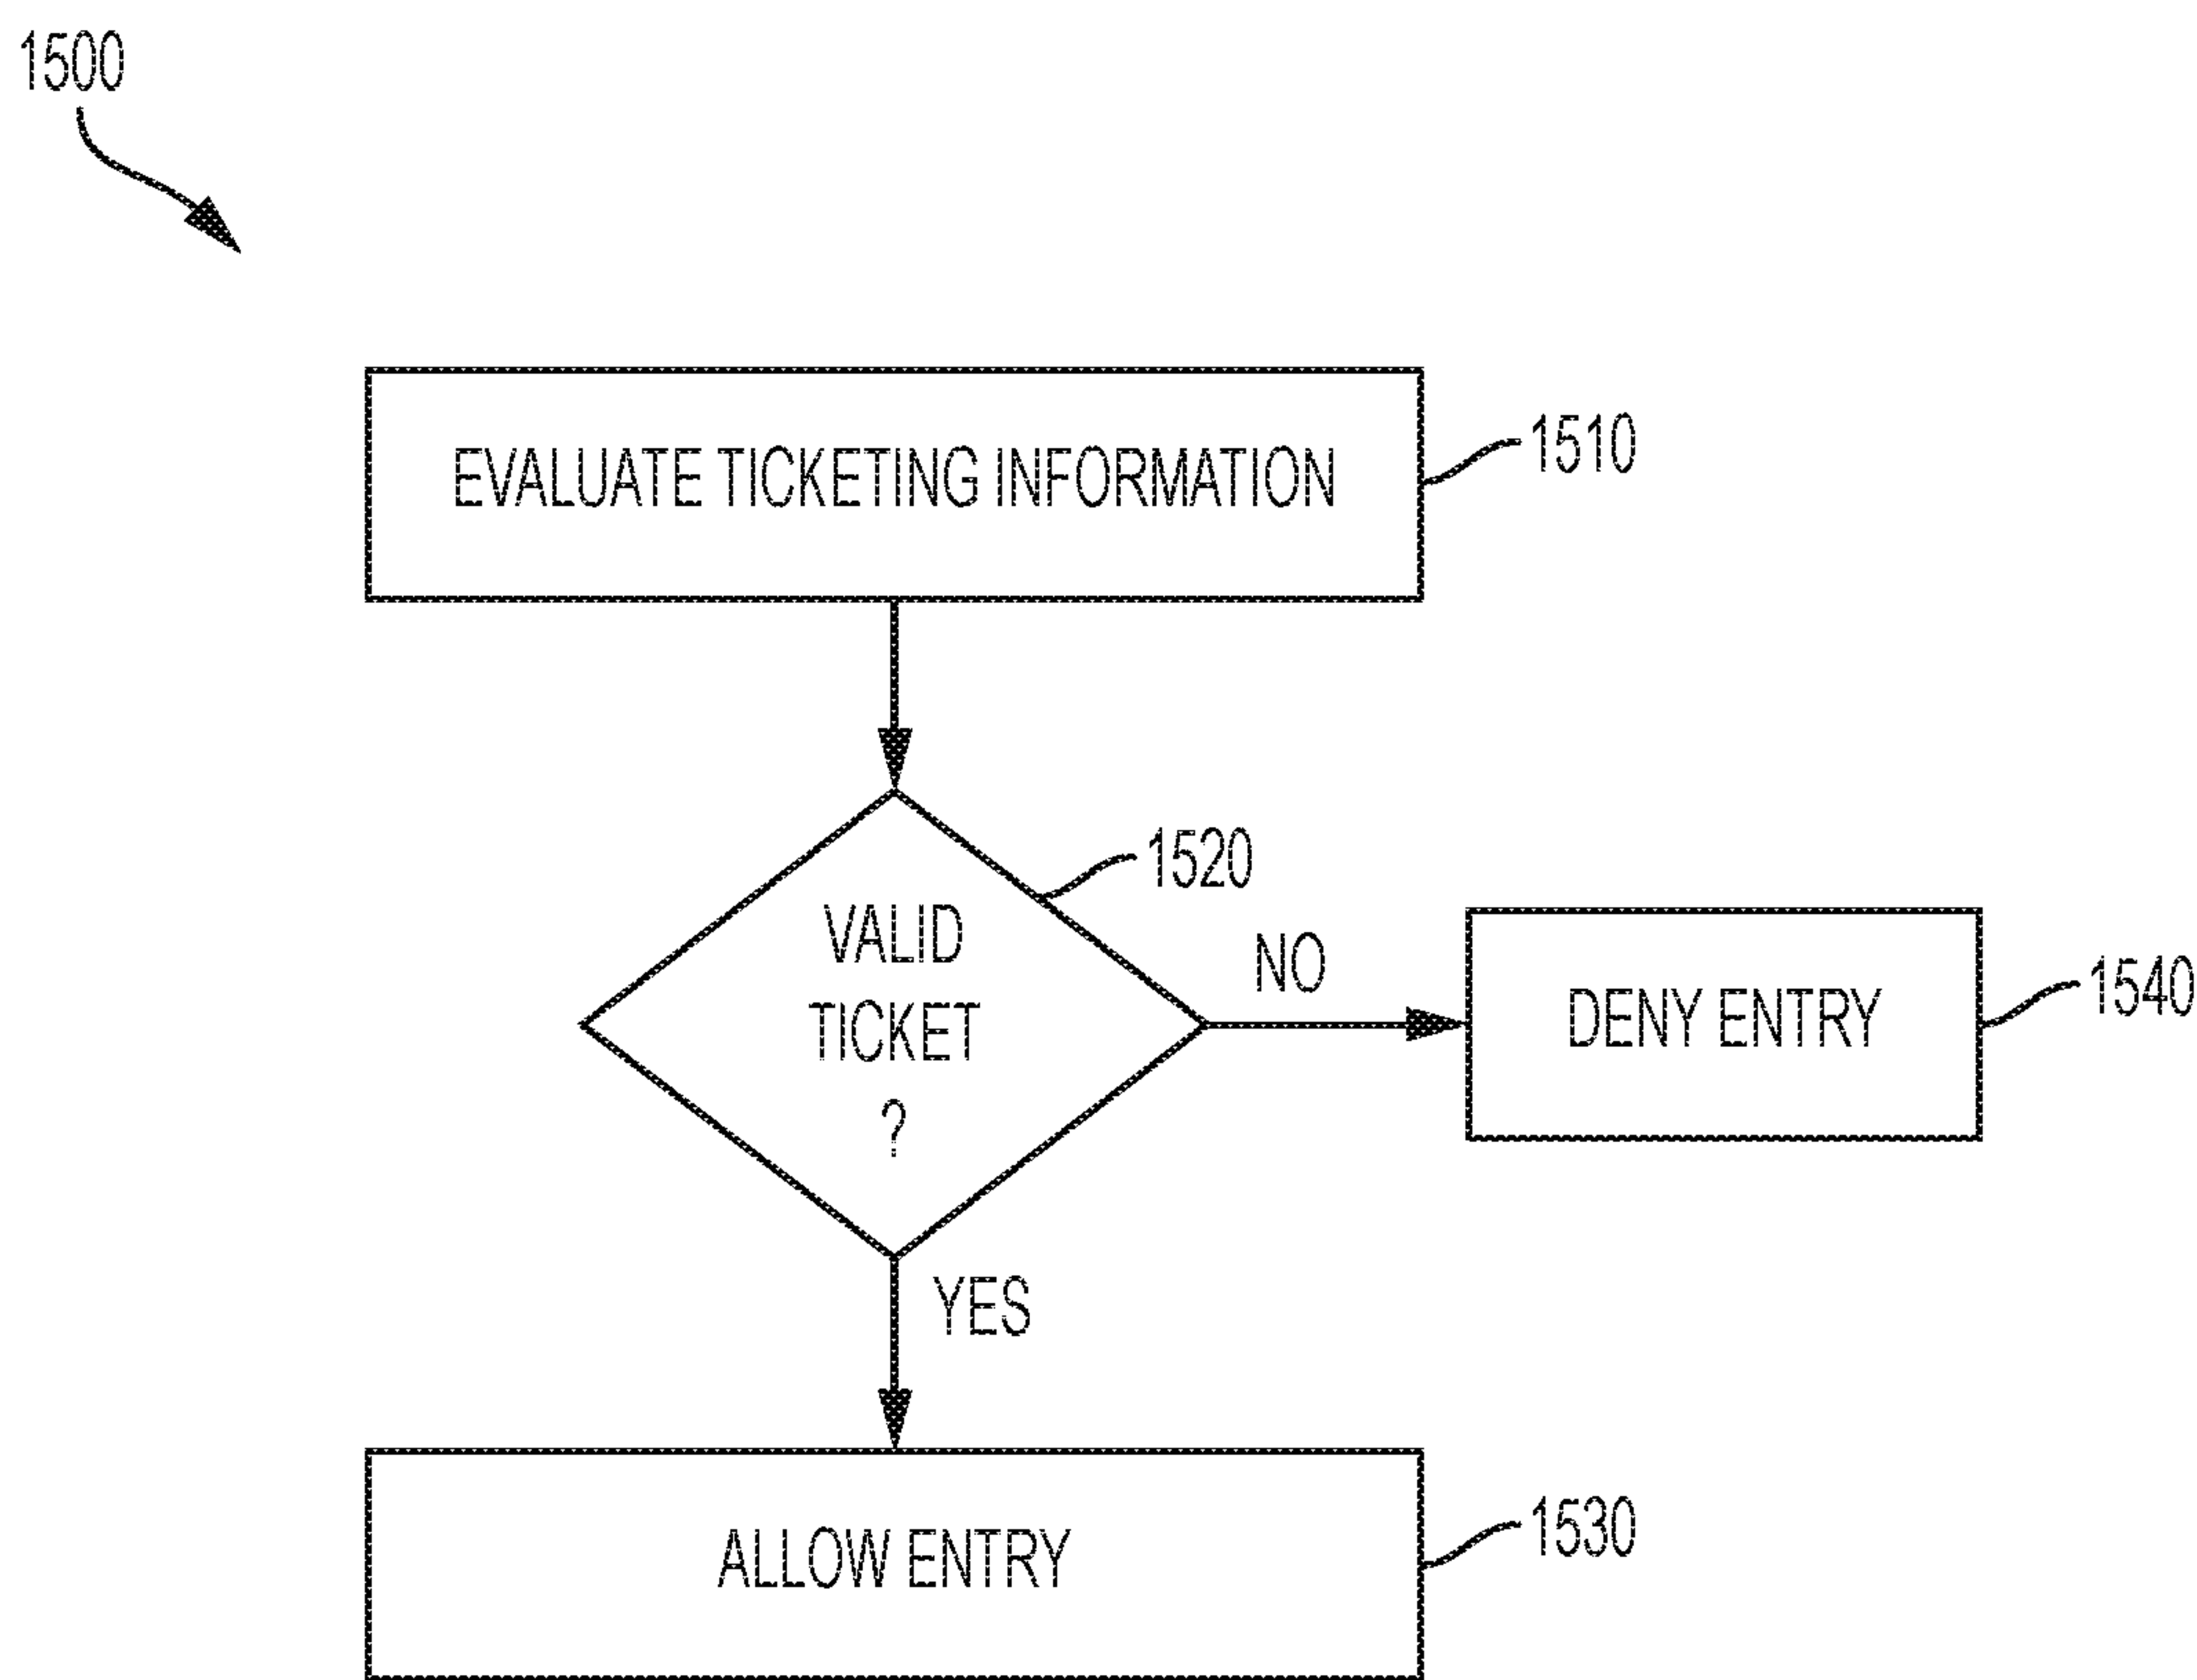 1500
EVALUATE TICKETING INFORMATION
1510
1520
VALID
TICKET
?
NO
DENY ENTRY
1540
YES
ALLOW ENTRY
1530